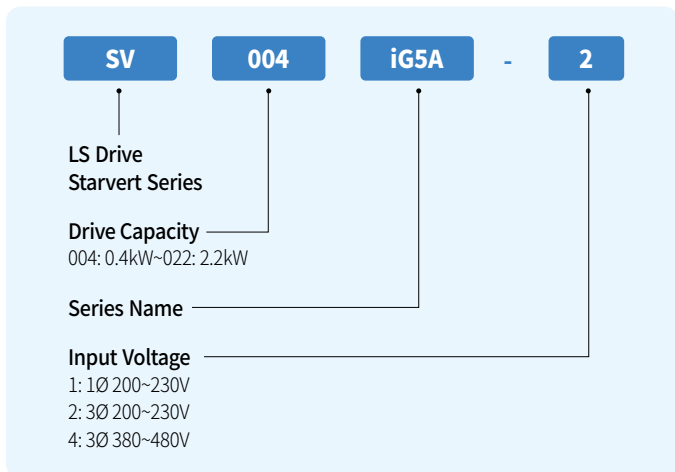 SV 004 iG5A - 2
LS Drive
Starvert Series
Drive Capacity
004: 0.4kW~022: 2.2kW
Series Name
Input Voltage
1: 1Ø 200~230V
2: 3Ø 200~230V
4: 3Ø 380~480V